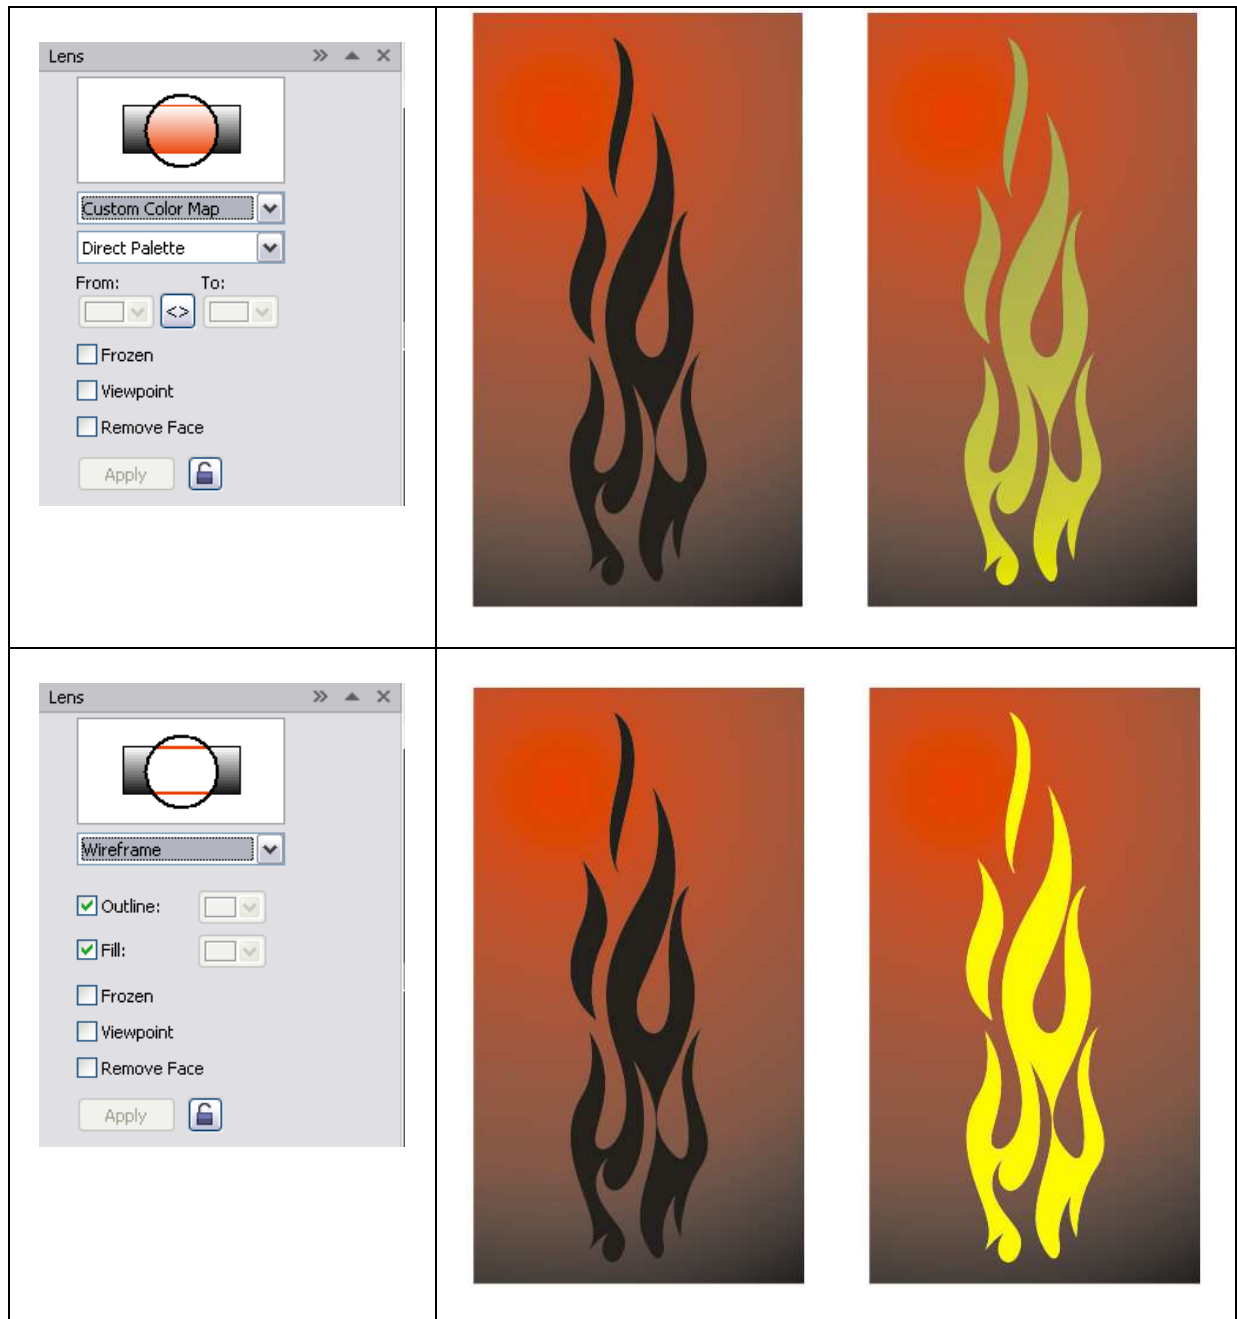 Lens
Custom Color Map
Direct Palette
From: To:
<>
Frozen
Viewpoint
Remove Face
Apply
Lens
Wireframe
Outline:
Fill:
Frozen
Viewpoint
Remove Face
Apply